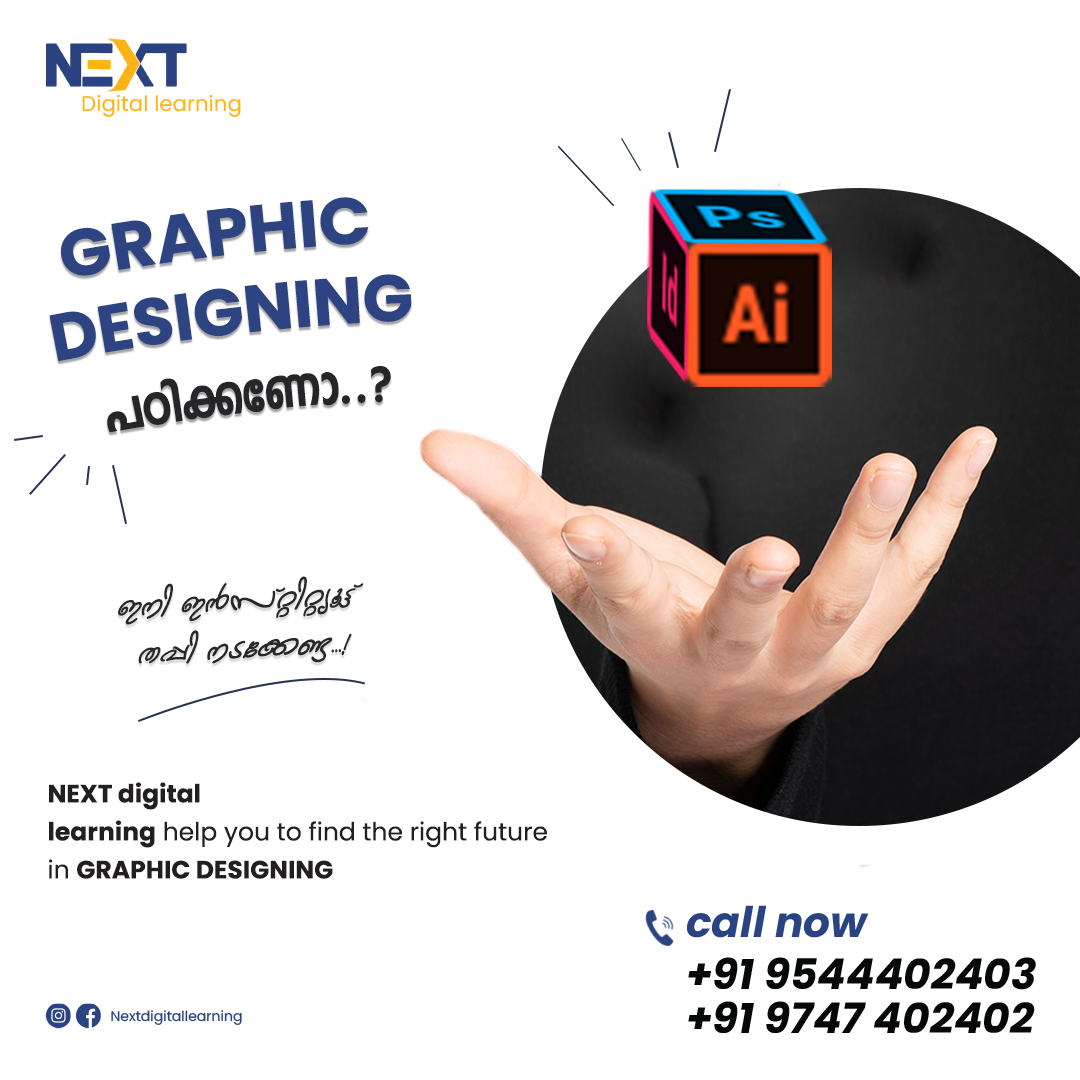 NEXT
Digital learning
GRAPHIC
DESIGNING
പഠിക്കണോ..?
Ps
Id
Ai
ഇനി ഇൻസ്റ്റിറ്റ്യൂട്ട്
തപ്പി നടക്കേണ്ട...!
NEXT digital
learning help you to find the right future
in GRAPHIC DESIGNING
call now
+91 9544402403
+91 9747 402402
Nextdigitallearning